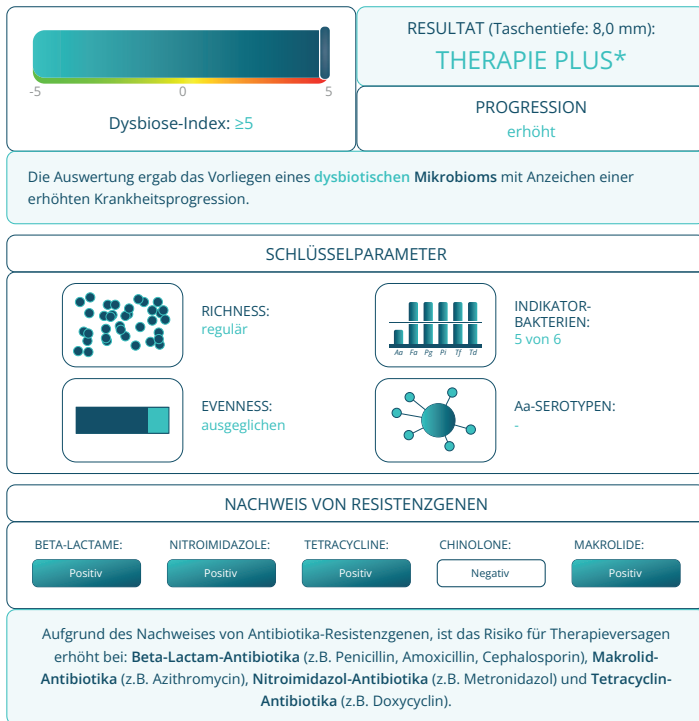 RESULTAT (Taschentiefe: 8,0 mm):
THERAPIE PLUS*
-5 0 5
Dysbiose-Index: ≥5
PROGRESSION
erhöht
Die Auswertung ergab das Vorliegen eines dysbiotischen Mikrobioms mit Anzeichen einer
erhöhten Krankheitsprogression.
SCHLÜSSELPARAMETER
RICHNESS:
regulär
INDIKATOR-
BAKTERIEN:
5 von 6
Aa Fa Pg Pi Tf Td
EVENNESS:
ausgeglichen
Aa-SEROTYPEN:
-
NACHWEIS VON RESISTENZGENEN
BETA-LACTAME: NITROIMIDAZOLE: TETRACYCLINE: CHINOLONE: MAKROLIDE:
Positiv Positiv Positiv Negativ Positiv
Aufgrund des Nachweises von Antibiotika-Resistenzgenen, ist das Risiko für Therapieversagen
erhöht bei: Beta-Lactam-Antibiotika (z.B. Penicillin, Amoxicillin, Cephalosporin), Makrolid-
Antibiotika (z.B. Azithromycin), Nitroimidazol-Antibiotika (z.B. Metronidazol) und Tetracyclin-
Antibiotika (z.B. Doxycyclin).